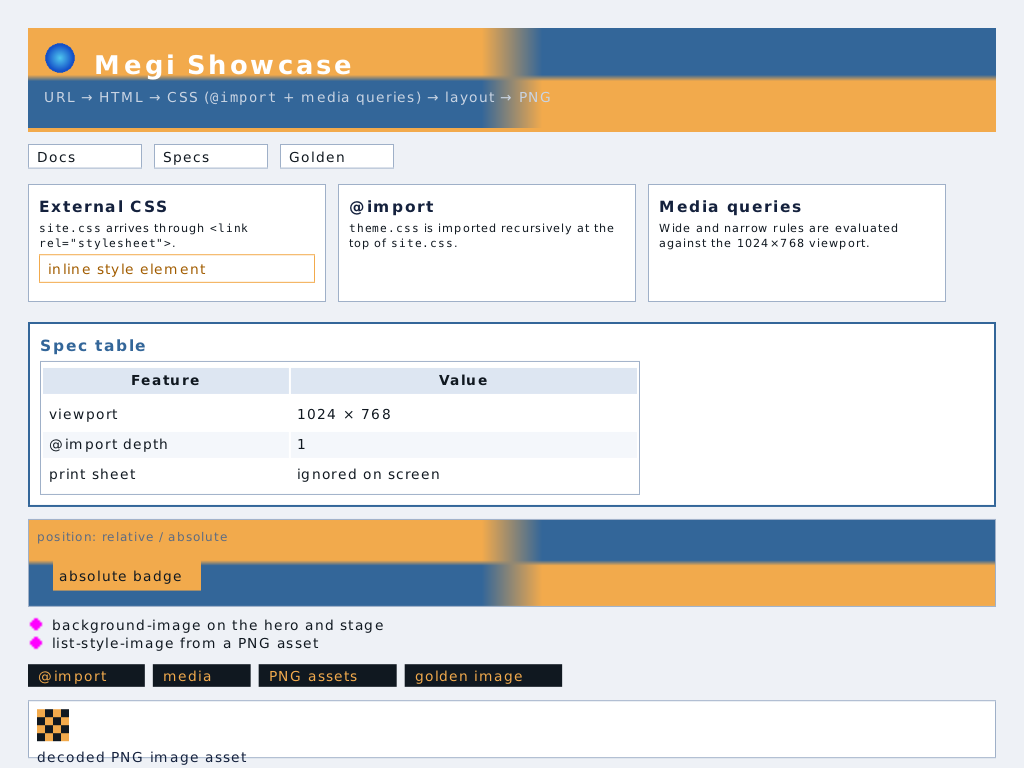 Megi Showcase
URL → HTML → CSS (@import + media queries) → layout → PNG
Docs
Specs
Golden
External CSS
site.css arrives through <link
rel="stylesheet">.
inline style element
@import
theme.css is imported recursively at the
top of site.css.
Media queries
Wide and narrow rules are evaluated
against the 1024×768 viewport.
Spec table
Feature Value
viewport 1024 × 768
@import depth 1
print sheet ignored on screen
position: relative / absolute
absolute badge
background-image on the hero and stage
list-style-image from a PNG asset
@import
media
PNG assets
golden image
decoded PNG image asset